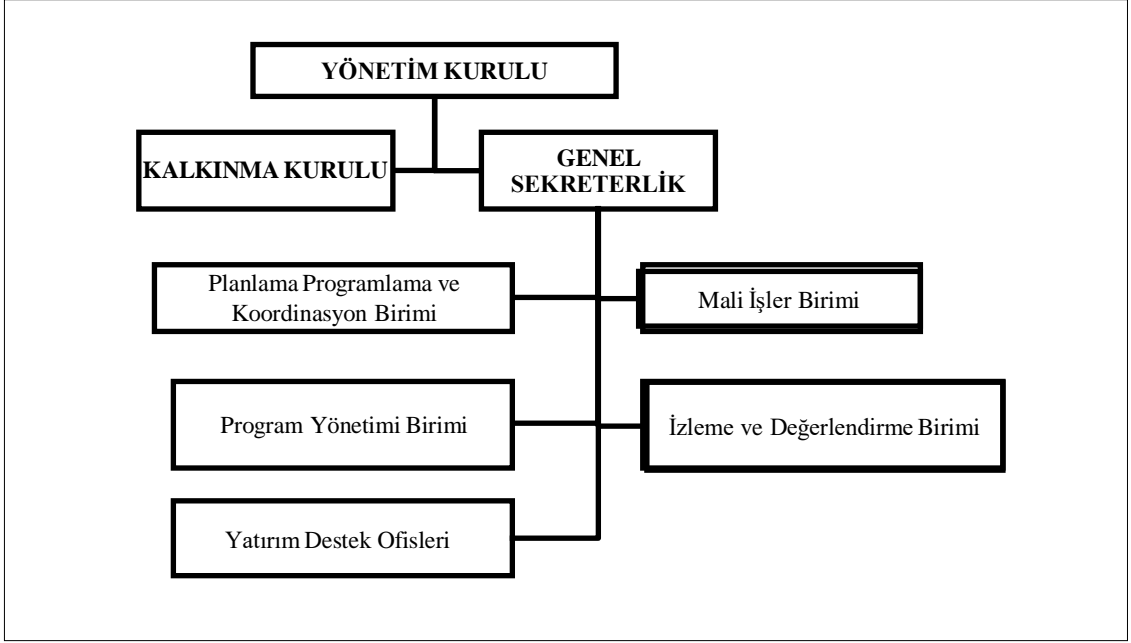 YÖNETİM KURULU
KALKINMA KURULU
GENEL
SEKRETERLİK
Planlama Programlama ve
Koordinasyon Birimi
Mali İşler Birimi
Program Yönetimi Birimi
İzleme ve Değerlendirme Birimi
Yatırım Destek Ofisleri